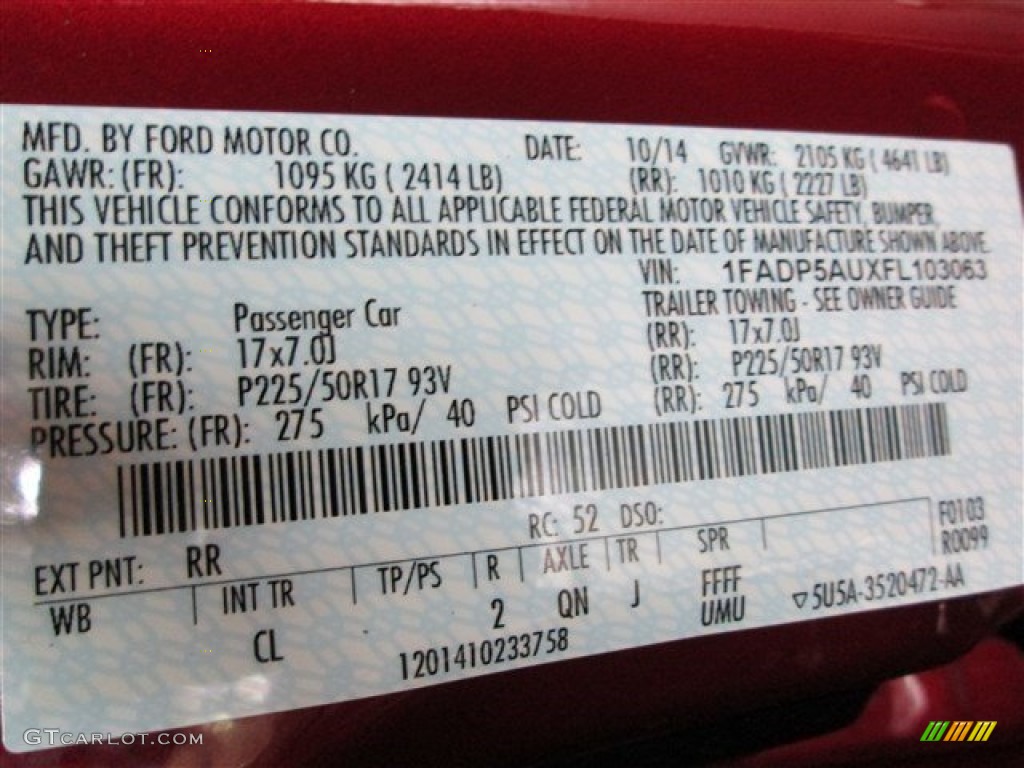 MFD. BY FORD MOTOR CO. DATE: 10/14 GVWR: 2105 KG ( 4641 LB)
GAWR: (FR): 1095 KG ( 2414 LB) (RR): 1010 KG ( 2227 LB)
THIS VEHICLE CONFORMS TO ALL APPLICABLE FEDERAL MOTOR VEHICLE SAFETY, BUMPER,
AND THEFT PREVENTION STANDARDS IN EFFECT ON THE DATE OF MANUFACTURE SHOWN ABOVE.
VIN: 1FADP5AUXFL103063
TYPE: Passenger Car TRAILER TOWING - SEE OWNER GUIDE
RIM: (FR): 17x7.0J (RR): 17x7.0J
TIRE: (FR): P225/50R17 93V (RR): P225/50R17 93V
PRESSURE: (FR): 275 kPa/ 40 PSI COLD (RR): 275 kPa/ 40 PSI COLD
RC: 52 DSO: F0103
EXT PNT: RR R0099
WB INT TR TP/PS R AXLE TR SPR
CL 2 QN J FFFF ▽5U5A-3520472-AA
UMU
1201410233758
GTCARLOT.COM